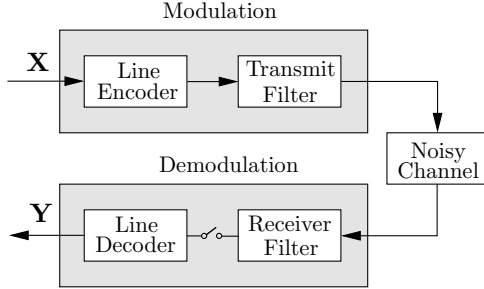 Modulation
X
Line
Encoder
Transmit
Filter
Noisy
Channel
Demodulation
Y
Line
Decoder
Receiver
Filter